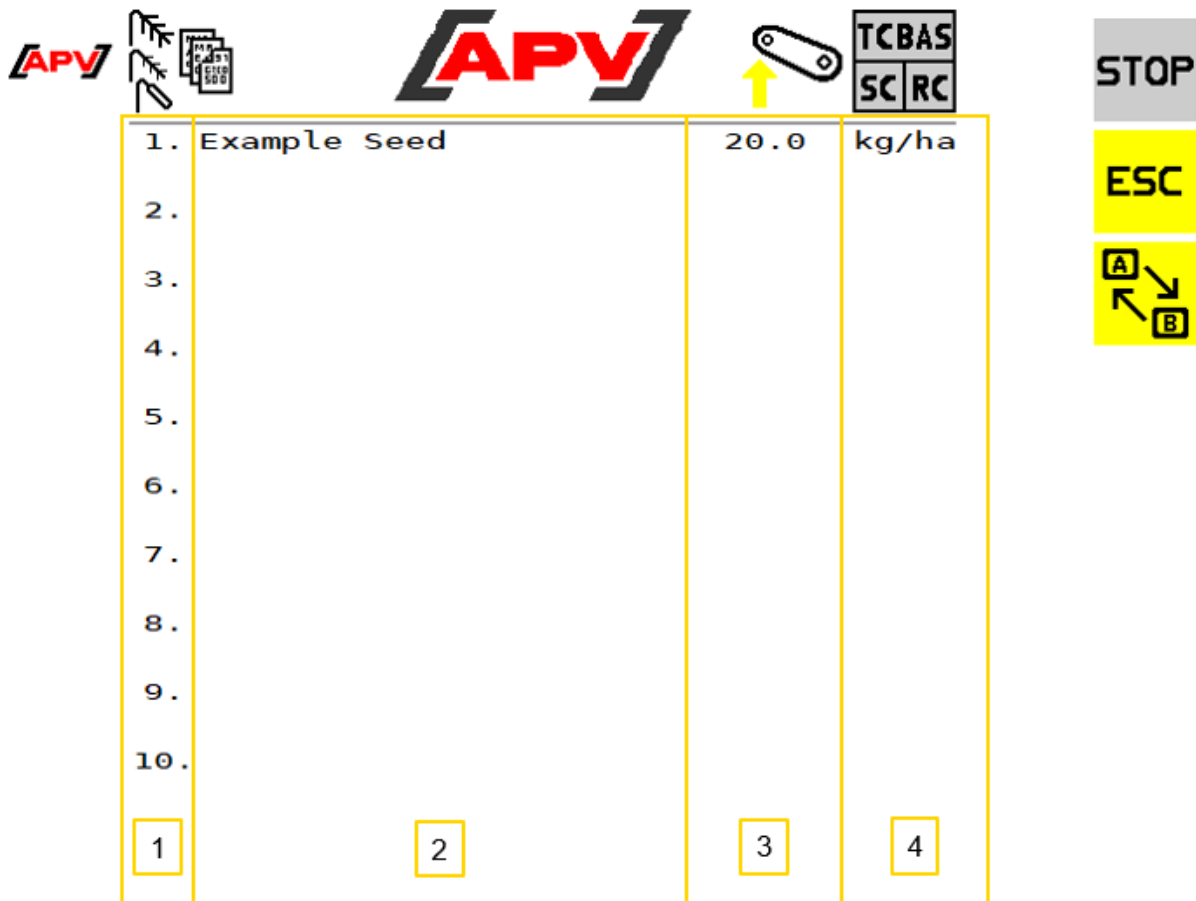 APV
APV
TCBAS
SC RC
STOP
1. Example Seed 20.0 kg/ha
ESC
2.
3.
A
B
4.
5.
6.
7.
8.
9.
10.
1 2 3 4